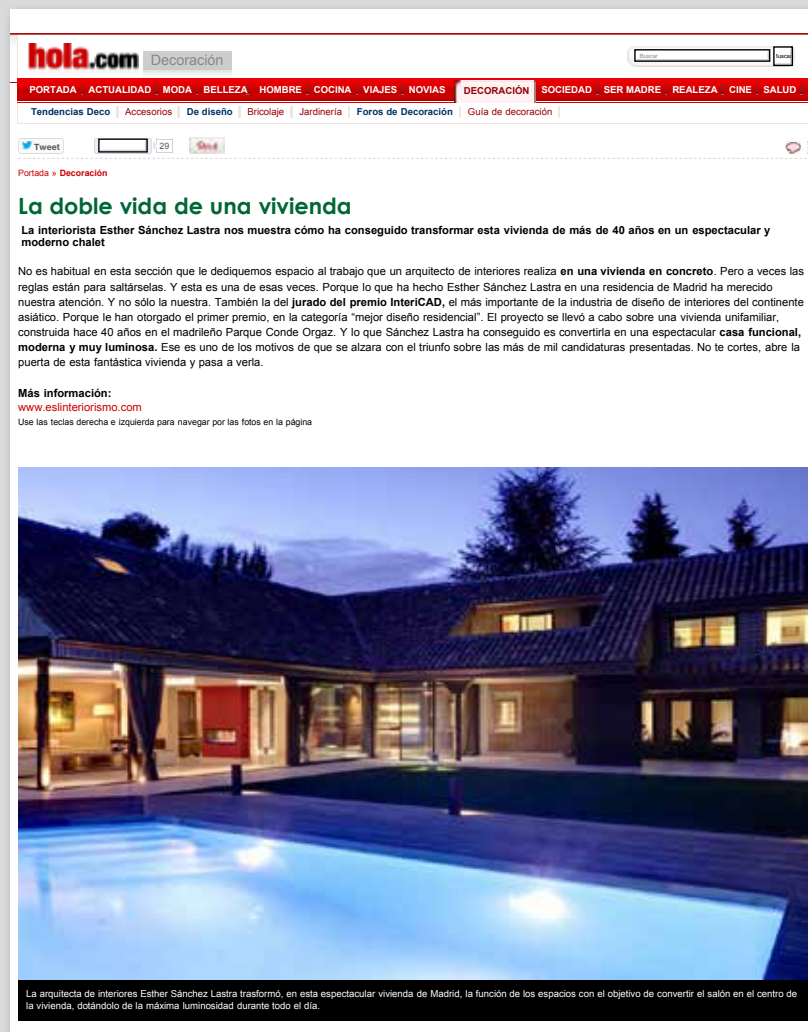 hola.com Decoración
Buscar
Buscar
PORTADA ACTUALIDAD MODA BELLEZA HOMBRE COCINA VIAJES NOVIAS DECORACIÓN SOCIEDAD SER MADRE REALEZA CINE SALUD
Tendencias Deco Accesorios De diseño Bricolaje Jardinería Foros de Decoración Guía de decoración
Tweet 29
Portada » Decoración
La doble vida de una vivienda
La interiorista Esther Sánchez Lastra nos muestra cómo ha conseguido transformar esta vivienda de más de 40 años en un espectacular y
moderno chalet
No es habitual en esta sección que le dediquemos espacio al trabajo que un arquitecto de interiores realiza en una vivienda en concreto. Pero a veces las
reglas están para saltárselas. Y esta es una de esas veces. Porque lo que ha hecho Esther Sánchez Lastra en una residencia de Madrid ha merecido
nuestra atención. Y no sólo la nuestra. También la del jurado del premio InteriCAD, el más importante de la industria de diseño de interiores del continente
asiático. Porque le han otorgado el primer premio, en la categoría “mejor diseño residencial”. El proyecto se llevó a cabo sobre una vivienda unifamiliar,
construida hace 40 años en el madrileño Parque Conde Orgaz. Y lo que Sánchez Lastra ha conseguido es convertirla en una espectacular casa funcional,
moderna y muy luminosa. Ese es uno de los motivos de que se alzara con el triunfo sobre las más de mil candidaturas presentadas. No te cortes, abre la
puerta de esta fantástica vivienda y pasa a verla.
Más información:
www.eslinteriorismo.com
Use las teclas derecha e izquierda para navegar por las fotos en la página
La arquitecta de interiores Esther Sánchez Lastra trasformó, en esta espectacular vivienda de Madrid, la función de los espacios con el objetivo de convertir el salón en el centro de
la vivienda, dotándolo de la máxima luminosidad durante todo el día.